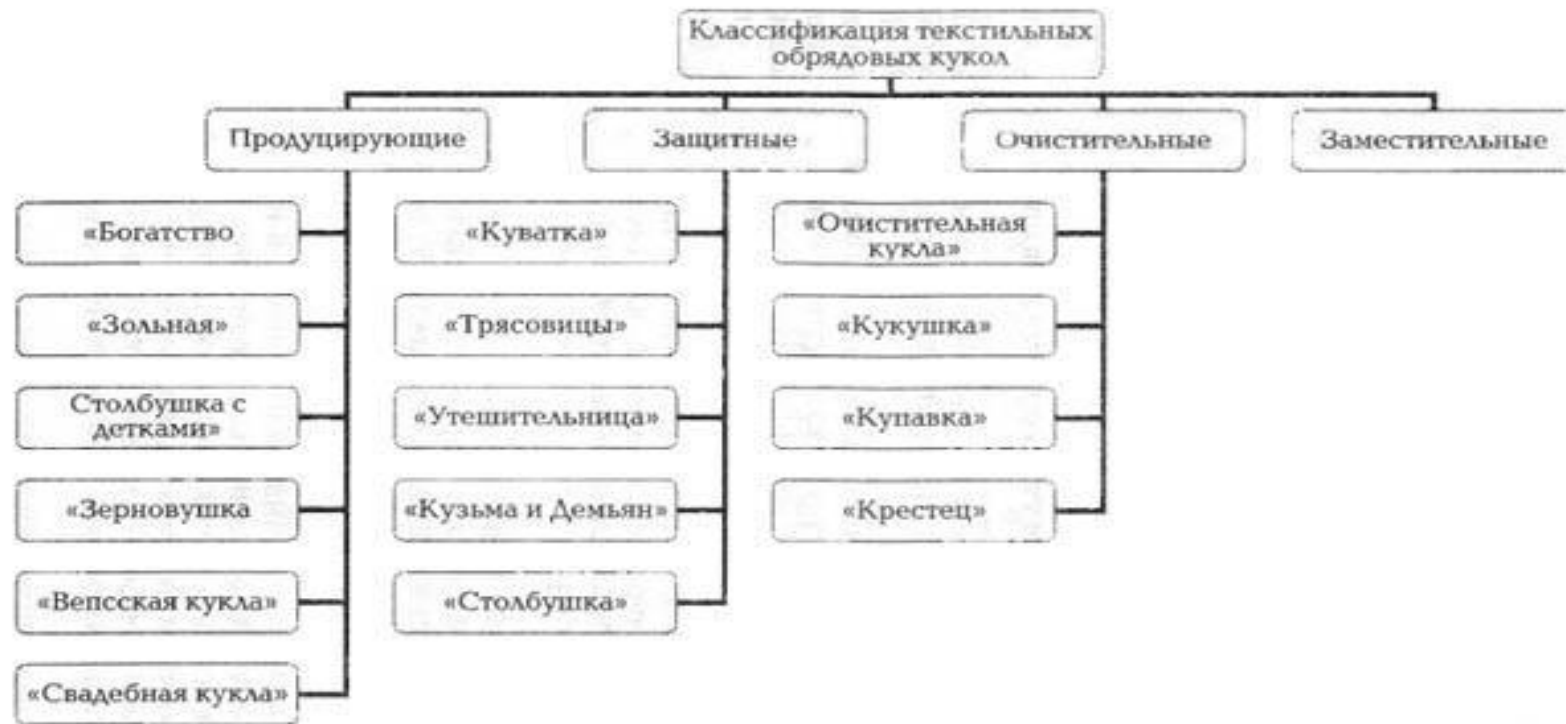 Классификация текстильных
обрядовых кукол
Продуцирующие
Защитные
Очистительные
Заместительные
«Богатство
«Зольная»
Столбушка с
детками»
«Зерновушка
«Вепсская кукла»
«Свадебная кукла»
«Куватка»
«Трясовицы»
«Утешительница»
«Кузьма и Демьян»
«Столбушка»
«Очистительная
кукла»
«Кукушка»
«Купавка»
«Крестец»